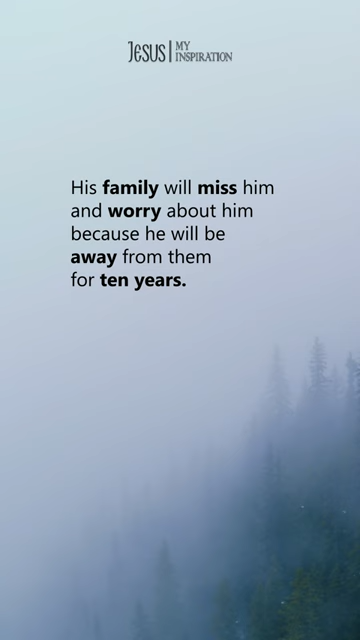 Jesus | MY
INSPIRATION
His family will miss him
and worry about him
because he will be
away from them
for ten years.